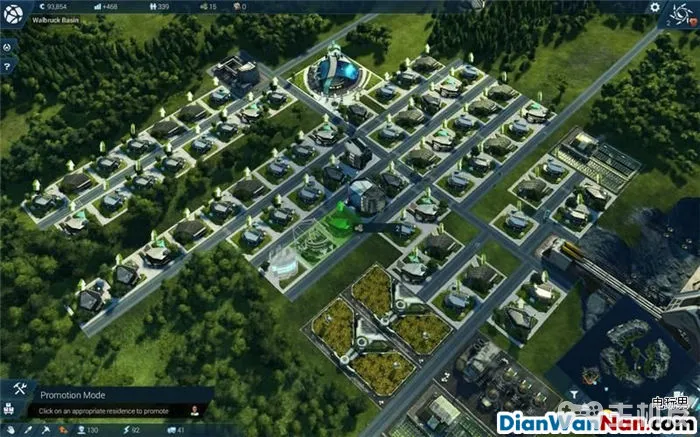 93,854 +468 339 15 0
Walbruck Basin
?
Promotion Mode
Click on an appropriate residence to promote
130 92 41
电玩男
DianWanNan.com